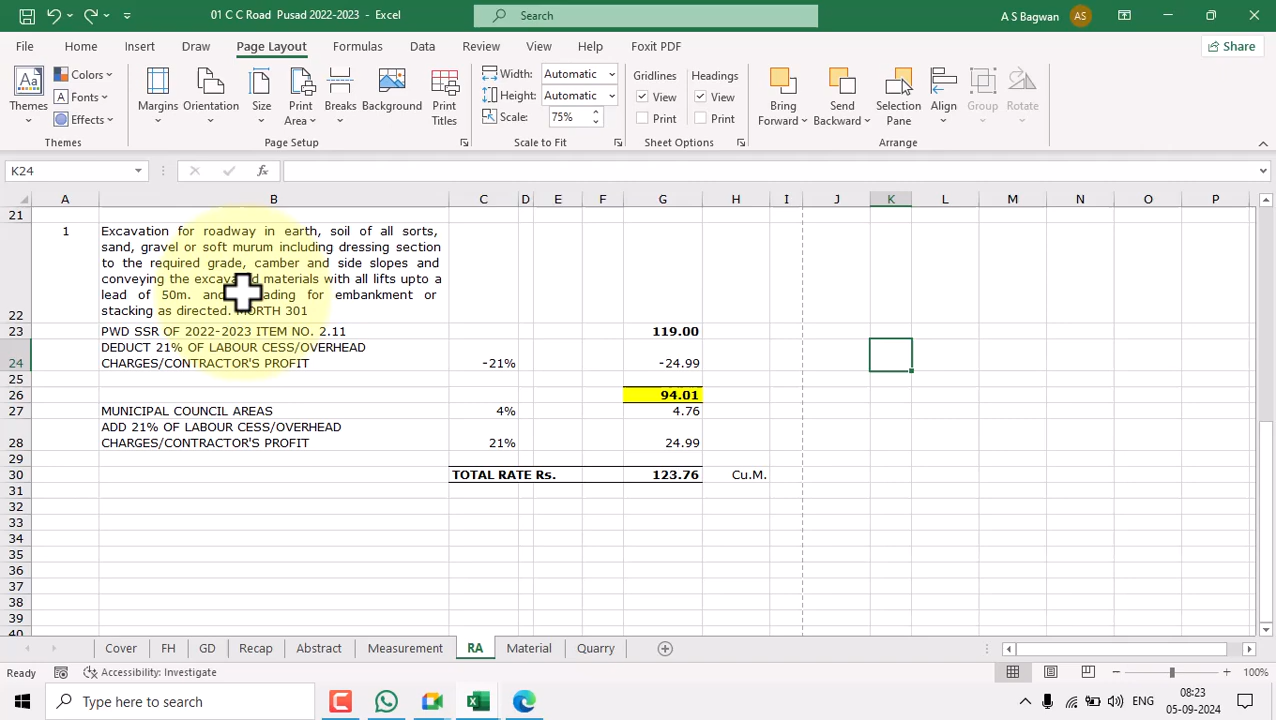 01 C C Road Pusad 2022-2023 - Excel
Search
A S Bagwan
AS
File Home Insert Draw Page Layout Formulas Data Review View Help Foxit PDF Share
Themes
Colors
Fonts
Effects
Margins
Orientation
Size
Print Area
Breaks
Background
Print Titles
Width: Automatic
Height: Automatic
Scale: 75%
Gridlines
View
Print
Headings
View
Print
Bring Forward
Send Backward
Selection Pane
Align
Group
Rotate
Themes Page Setup Scale to Fit Sheet Options Arrange
K24 fx
A B C D E F G H I J K L M N O P
21
1 Excavation for roadway in earth, soil of all sorts,
sand, gravel or soft murum including dressing section
to the required grade, camber and side slopes and
conveying the excavated materials with all lifts upto a
lead of 50m. and for embankment or
22 stacking as directed. MORTH 301
23 PWD SSR OF 2022-2023 ITEM NO. 2.11 119.00
DEDUCT 21% OF LABOUR CESS/OVERHEAD
24 CHARGES/CONTRACTOR'S PROFIT -21% -24.99
25
26 94.01
27 MUNICIPAL COUNCIL AREAS 4% 4.76
ADD 21% OF LABOUR CESS/OVERHEAD
28 CHARGES/CONTRACTOR'S PROFIT 21% 24.99
29
30 TOTAL RATE Rs. 123.76 Cu.M.
31
32
33
34
35
36
37
38
39
40
Cover FH GD Recap Abstract Measurement RA Material Quarry
Ready Accessibility: Investigate 100%
Type here to search
ENG
08:23
05-09-2024